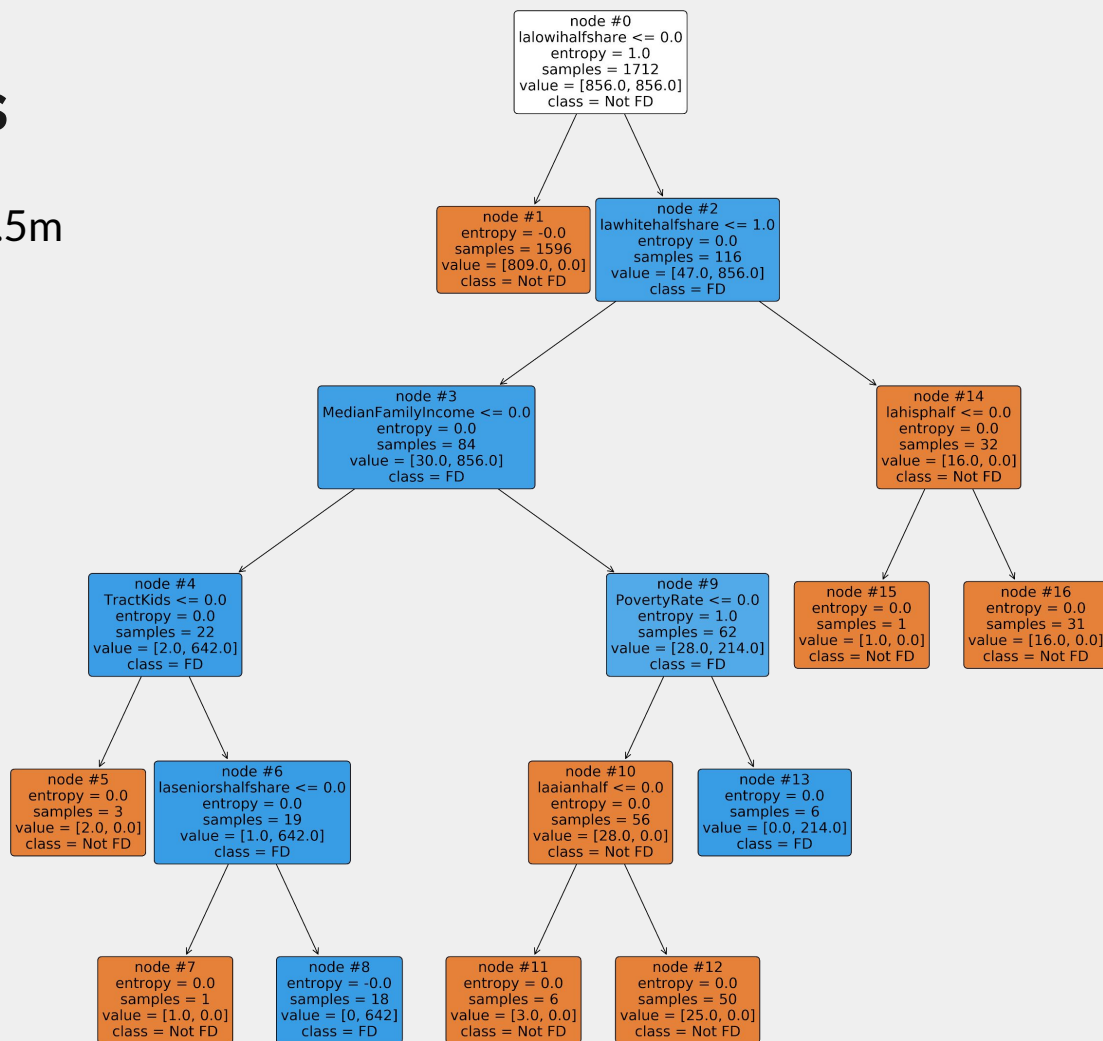 s
.5m
node #0
lalowihalfshare <= 0.0
entropy = 1.0
samples = 1712
value = [856.0, 856.0]
class = Not FD
node #1
entropy = -0.0
samples = 1596
value = [809.0, 0.0]
class = Not FD
node #2
lawhitehalfshare <= 1.0
entropy = 0.0
samples = 116
value = [47.0, 856.0]
class = FD
node #3
MedianFamilyIncome <= 0.0
entropy = 0.0
samples = 84
value = [30.0, 856.0]
class = FD
node #14
lahisphalf <= 0.0
entropy = 0.0
samples = 32
value = [16.0, 0.0]
class = Not FD
node #4
TractKids <= 0.0
entropy = 0.0
samples = 22
value = [2.0, 642.0]
class = FD
node #9
PovertyRate <= 0.0
entropy = 1.0
samples = 62
value = [28.0, 214.0]
class = FD
node #15
entropy = 0.0
samples = 1
value = [1.0, 0.0]
class = Not FD
node #16
entropy = 0.0
samples = 31
value = [16.0, 0.0]
class = Not FD
node #5
entropy = 0.0
samples = 3
value = [2.0, 0.0]
class = Not FD
node #6
laseniorshalfshare <= 0.0
entropy = 0.0
samples = 19
value = [1.0, 642.0]
class = FD
node #10
laaianhalf <= 0.0
entropy = 0.0
samples = 56
value = [28.0, 0.0]
class = Not FD
node #13
entropy = 0.0
samples = 6
value = [0.0, 214.0]
class = FD
node #7
entropy = 0.0
samples = 1
value = [1.0, 0.0]
class = Not FD
node #8
entropy = -0.0
samples = 18
value = [0, 642]
class = FD
node #11
entropy = 0.0
samples = 6
value = [3.0, 0.0]
class = Not FD
node #12
entropy = 0.0
samples = 50
value = [25.0, 0.0]
class = Not FD